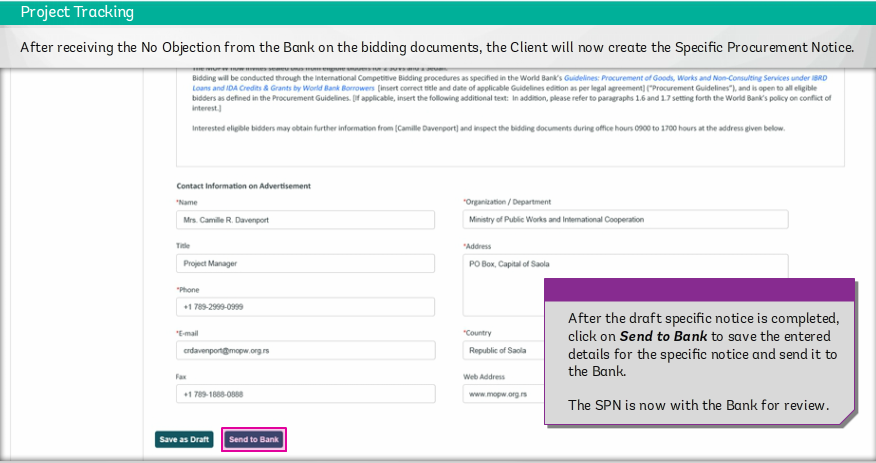 Project Tracking
After receiving the No Objection from the Bank on the bidding documents, the Client will now create the Specific Procurement Notice.
The MOPW now invites sealed bids from eligible bidders for 2 SUVs and 1 Sedan.
Bidding will be conducted through the International Competitive Bidding procedures as specified in the World Bank's Guidelines: Procurement of Goods, Works and Non-Consulting Services under IBRD
Loans and IDA Credits & Grants by World Bank Borrowers [insert correct title and date of applicable Guidelines edition as per legal agreement] ("Procurement Guidelines"), and is open to all eligible
bidders as defined in the Procurement Guidelines. [If applicable, insert the following additional text: In addition, please refer to paragraphs 1.6 and 1.7 setting forth the World Bank's policy on conflict of
interest.]
Interested eligible bidders may obtain further information from [Camille Davenport] and inspect the bidding documents during office hours 0900 to 1700 hours at the address given below.
Contact Information on Advertisement
*Name
Mrs. Camille R. Davenport
*Organization / Department
Ministry of Public Works and International Cooperation
Title
Project Manager
*Address
PO Box, Capital of Saola
*Phone
+1 789-2999-0999
*E-mail
crdavenport@mopw.org.rs
*Country
Republic of Saola
Fax
+1 789-1888-0888
Web Address
www.mopw.org.rs
After the draft specific notice is completed,
click on Send to Bank to save the entered
details for the specific notice and send it to
the Bank.
The SPN is now with the Bank for review.
Save as Draft
Send to Bank